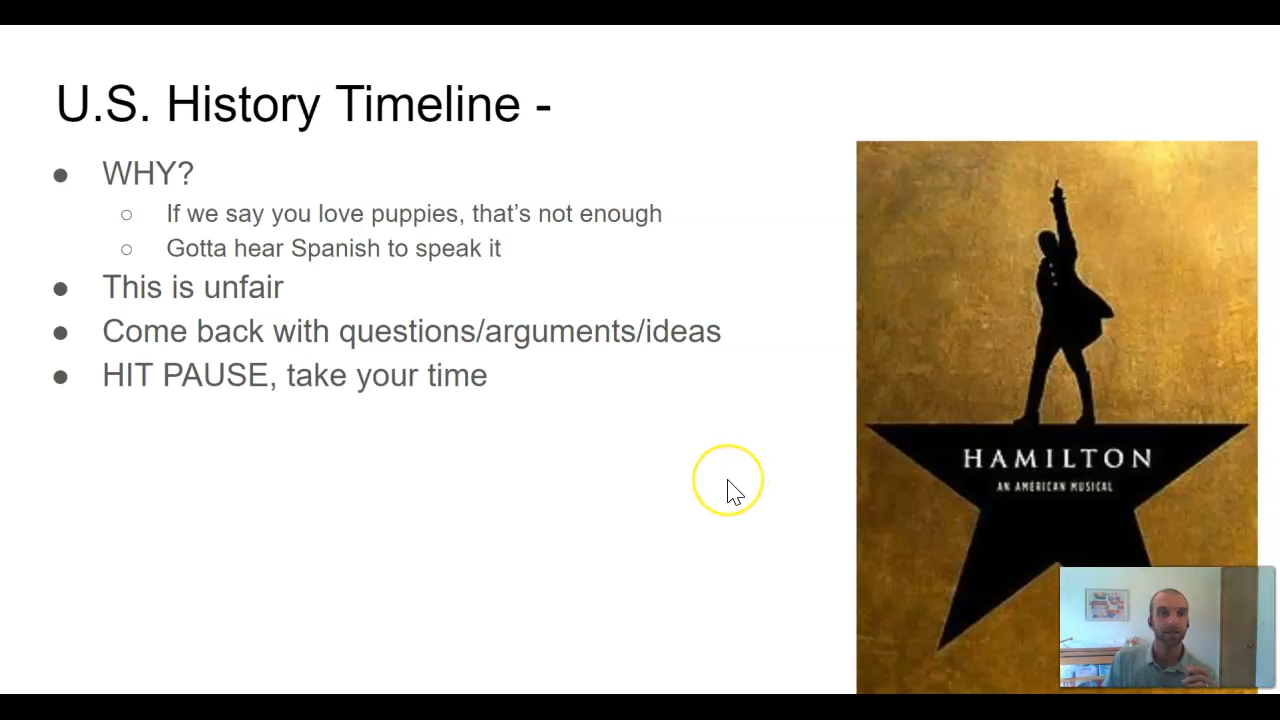 U.S. History Timeline -
● WHY?
○ If we say you love puppies, that's not enough
○ Gotta hear Spanish to speak it
● This is unfair
● Come back with questions/arguments/ideas
● HIT PAUSE, take your time
HAMILTON
AN AMERICAN MUSICAL